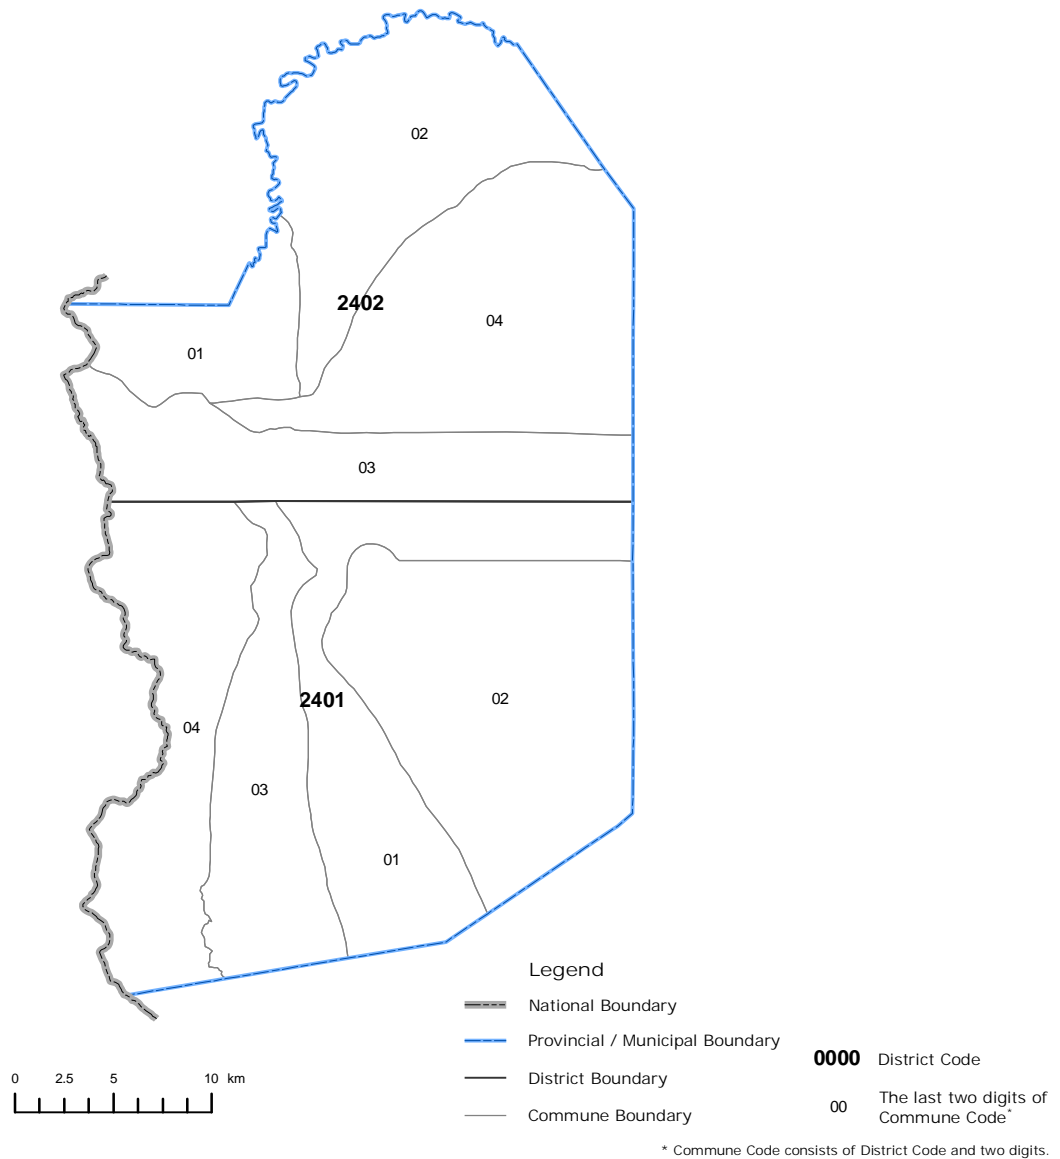 02
2402
04
01
03
02
2401
04
03
01
Legend
National Boundary
Provincial / Municipal Boundary
District Boundary
Commune Boundary
0000 District Code
00 The last two digits of
Commune Code*
0 2.5 5 10 km
* Commune Code consists of District Code and two digits.